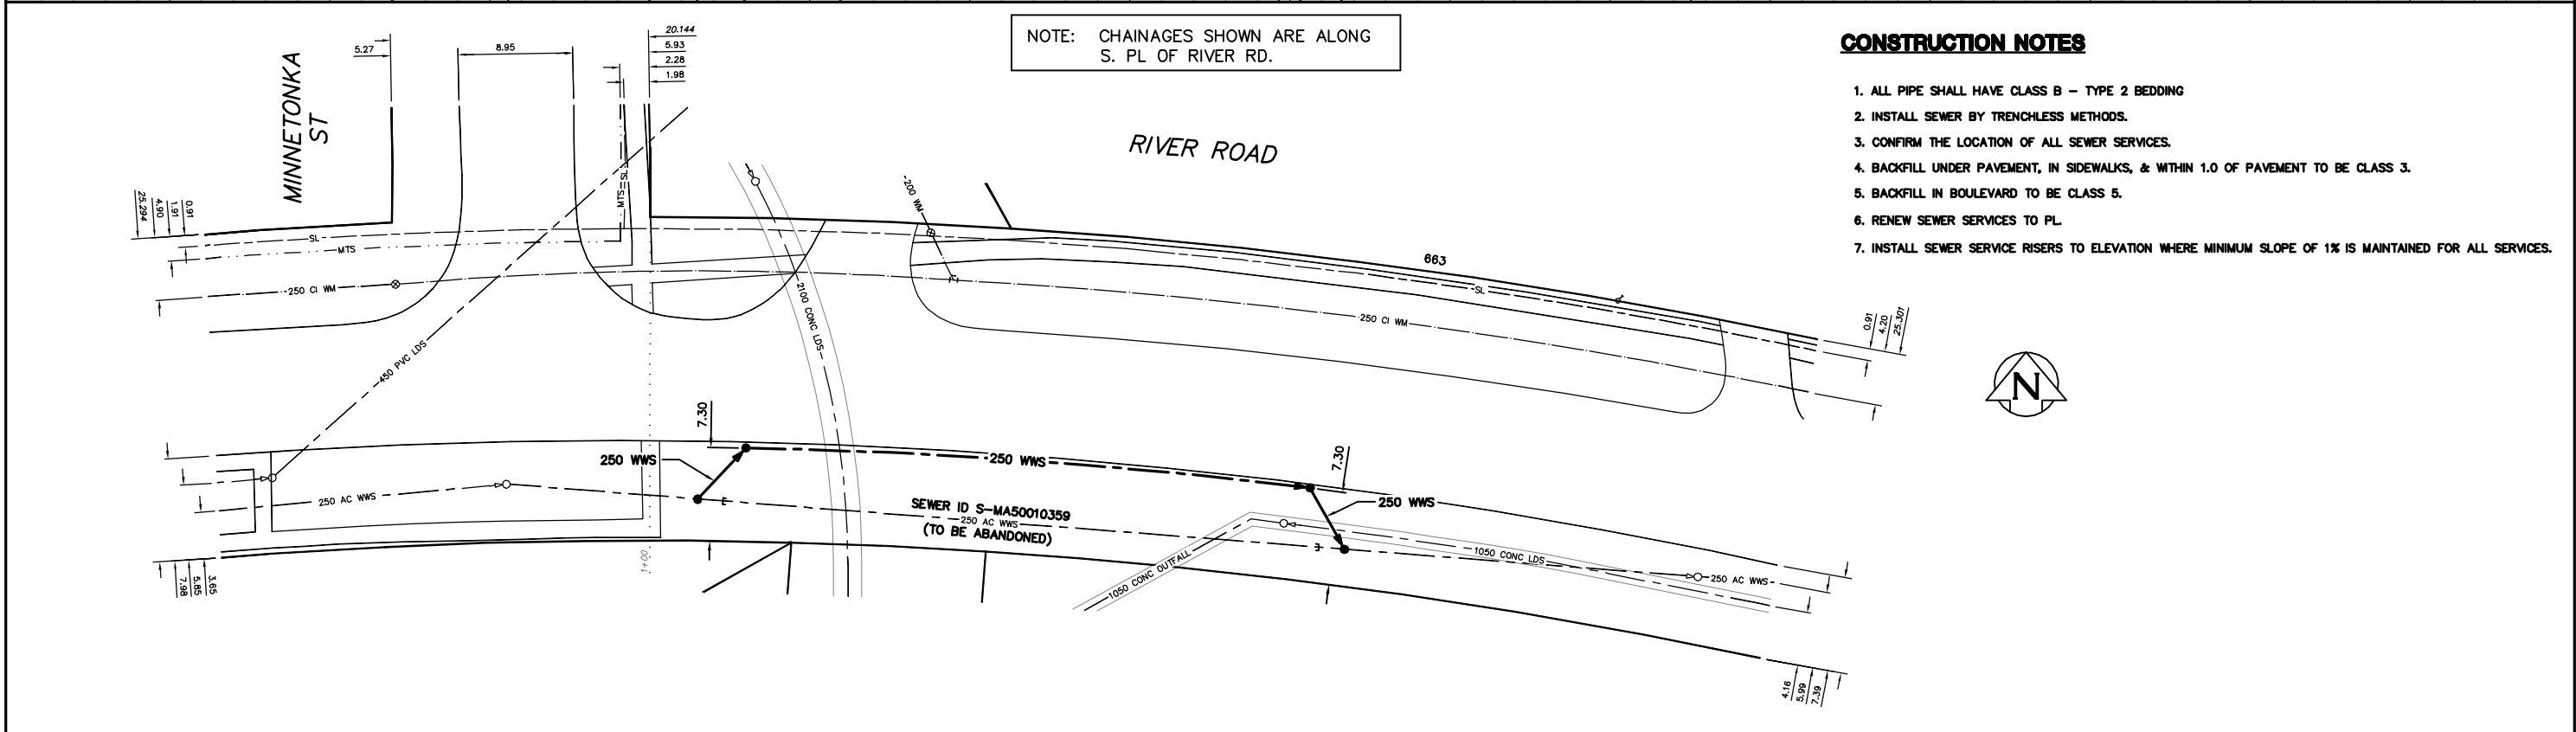 NOTE: CHAINAGES SHOWN ARE ALONG
S. PL OF RIVER RD.
CONSTRUCTION NOTES
1. ALL PIPE SHALL HAVE CLASS B – TYPE 2 BEDDING
2. INSTALL SEWER BY TRENCHLESS METHODS.
3. CONFIRM THE LOCATION OF ALL SEWER SERVICES.
4. BACKFILL UNDER PAVEMENT, IN SIDEWALKS, & WITHIN 1.0 OF PAVEMENT TO BE CLASS 3.
5. BACKFILL IN BOULEVARD TO BE CLASS 5.
6. RENEW SEWER SERVICES TO PL.
7. INSTALL SEWER SERVICE RISERS TO ELEVATION WHERE MINIMUM SLOPE OF 1% IS MAINTAINED FOR ALL SERVICES.
5.27
8.95
20.144
5.93
2.28
1.98
MINNETONKA
ST
RIVER ROAD
MTS
SL
200 WM
25.294
4.90
1.91
0.91
SL
MTS
250 CI WM
2100 CONC LDS
663
SL
250 CI WM
0.91
4.20
25.301
450 PVC LDS
N
7.30
250 WWS
250 WWS
7.30
250 WWS
250 AC WWS
SEWER ID S-MA50010359
250 AC WWS
(TO BE ABANDONED)
1+00
1050 CONC OUTFALL
1050 CONC LDS
250 AC WWS
7.98
5.85
3.65
4.16
5.99
7.39